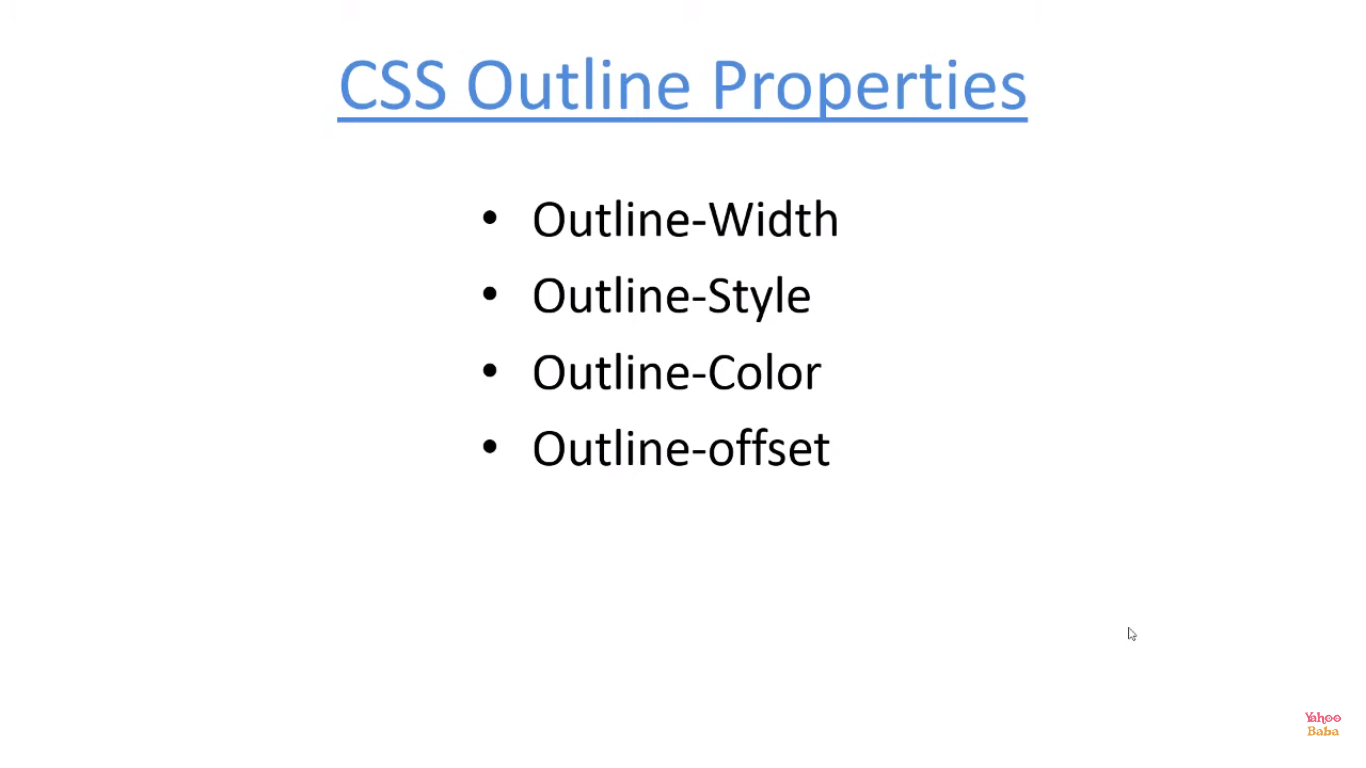 CSS Outline Properties
• Outline-Width
• Outline-Style
• Outline-Color
• Outline-offset
Yahoo
Baba